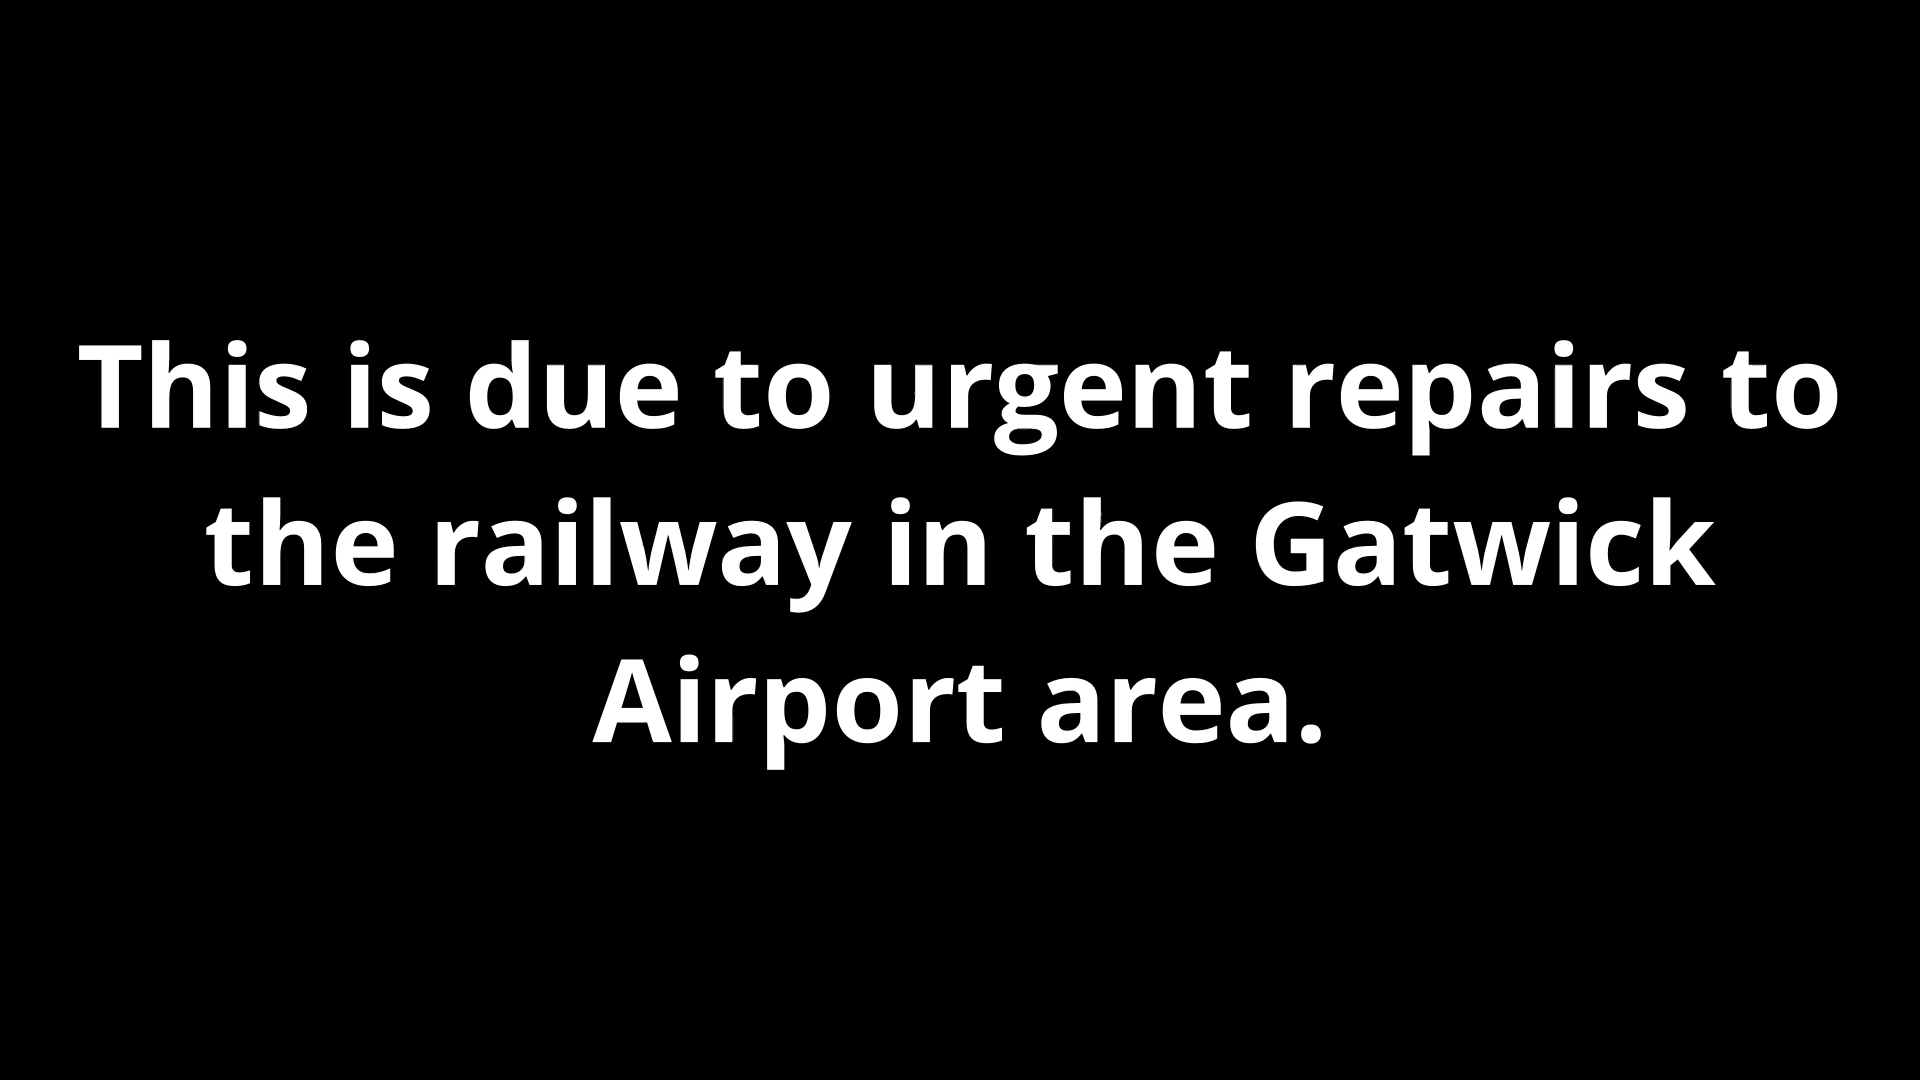 This is due to urgent repairs to
the railway in the Gatwick
Airport area.